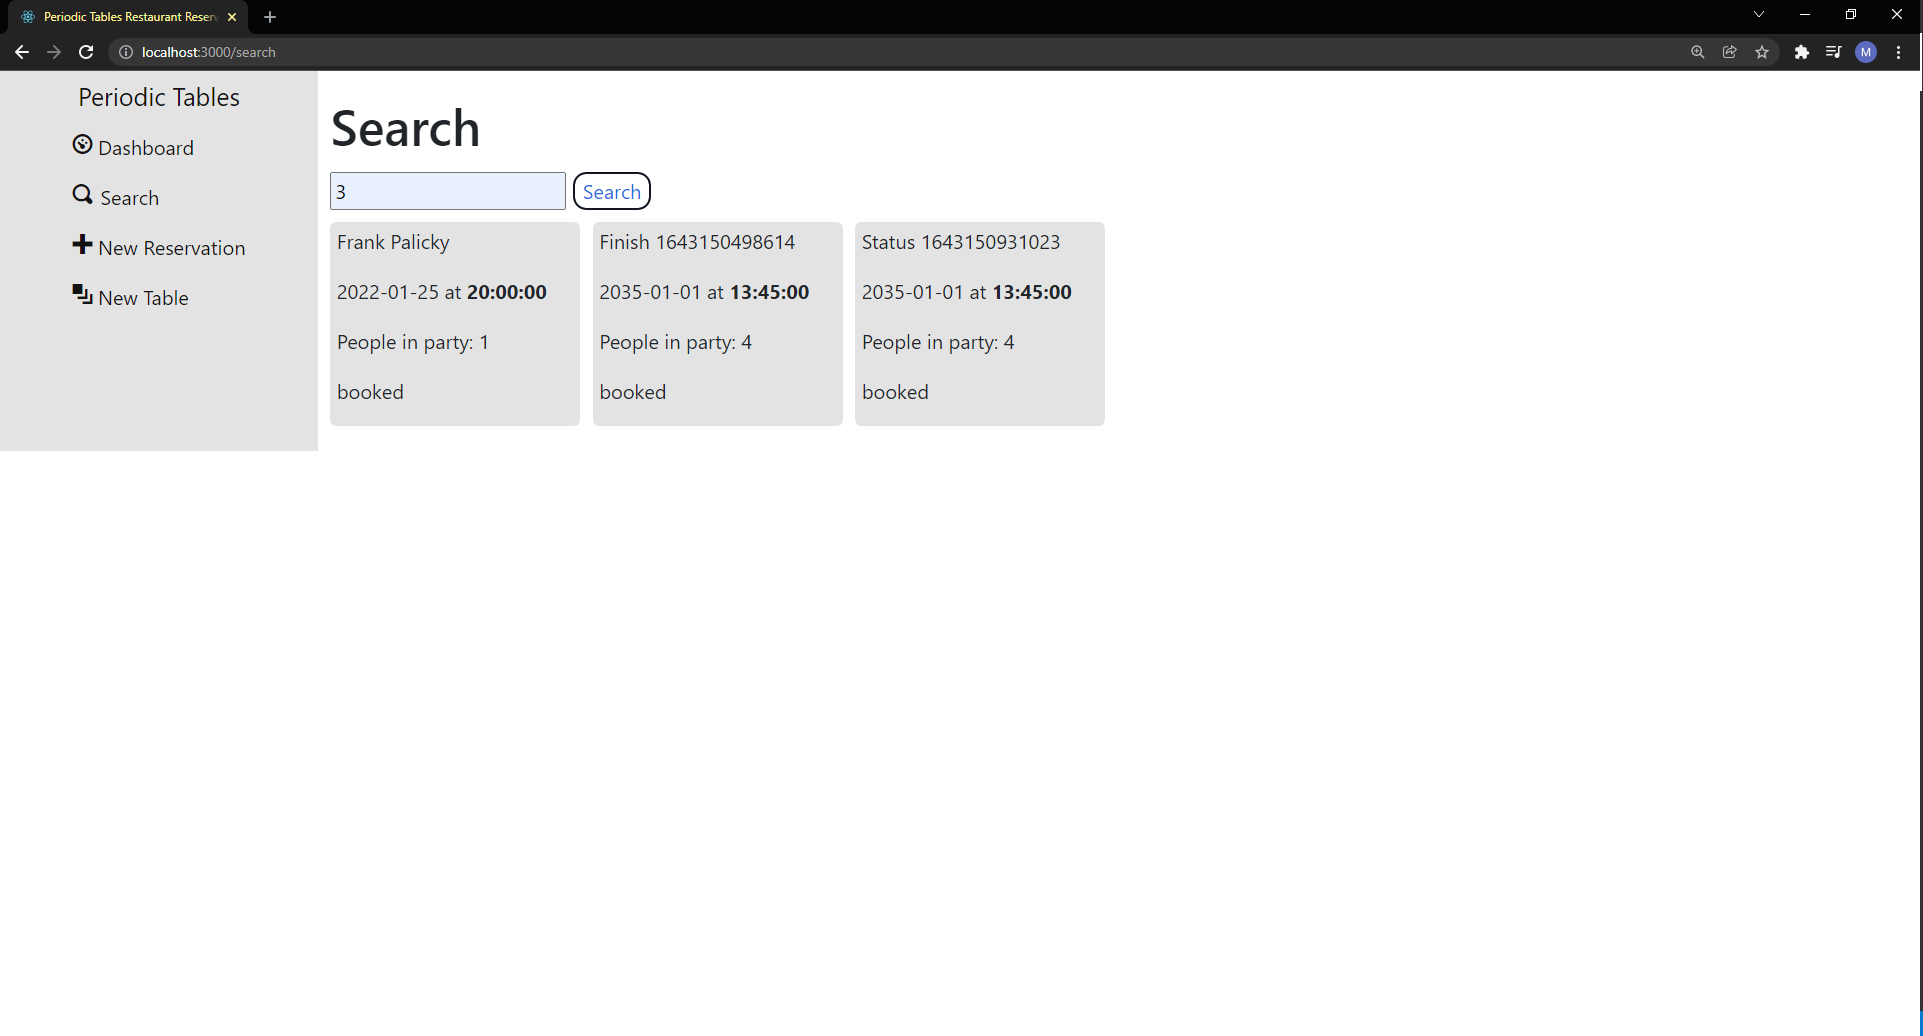 Periodic Tables Restaurant Reserv
localhost:3000/search
M
Periodic Tables
Dashboard
Search
New Reservation
New Table
Search
3 Search
Frank Palicky
2022-01-25 at 20:00:00
People in party: 1
booked
Finish 1643150498614
2035-01-01 at 13:45:00
People in party: 4
booked
Status 1643150931023
2035-01-01 at 13:45:00
People in party: 4
booked